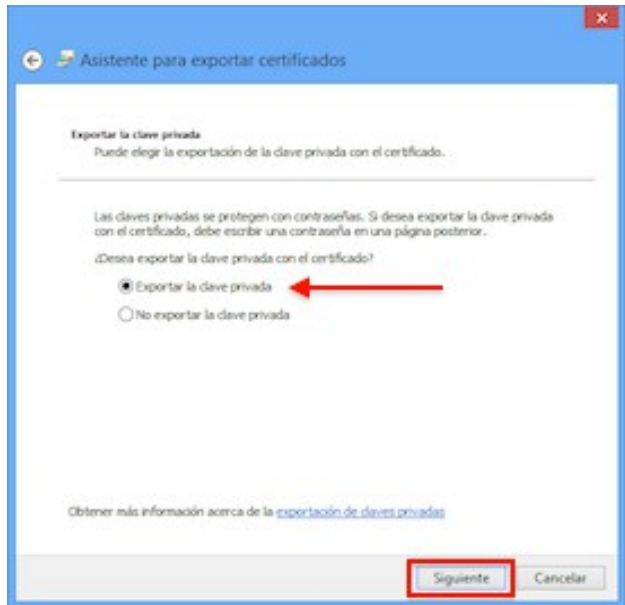 Asistente para exportar certificados
Exportar la clave privada
Puede elegir la exportación de la clave privada con el certificado.
Las claves privadas se protegen con contraseñas. Si desea exportar la clave privada
con el certificado, debe escribir una contraseña en una página posterior.
¿Desea exportar la clave privada con el certificado?
Exportar la clave privada
No exportar la clave privada
Obtener más información acerca de la exportación de claves privadas
Siguiente
Cancelar